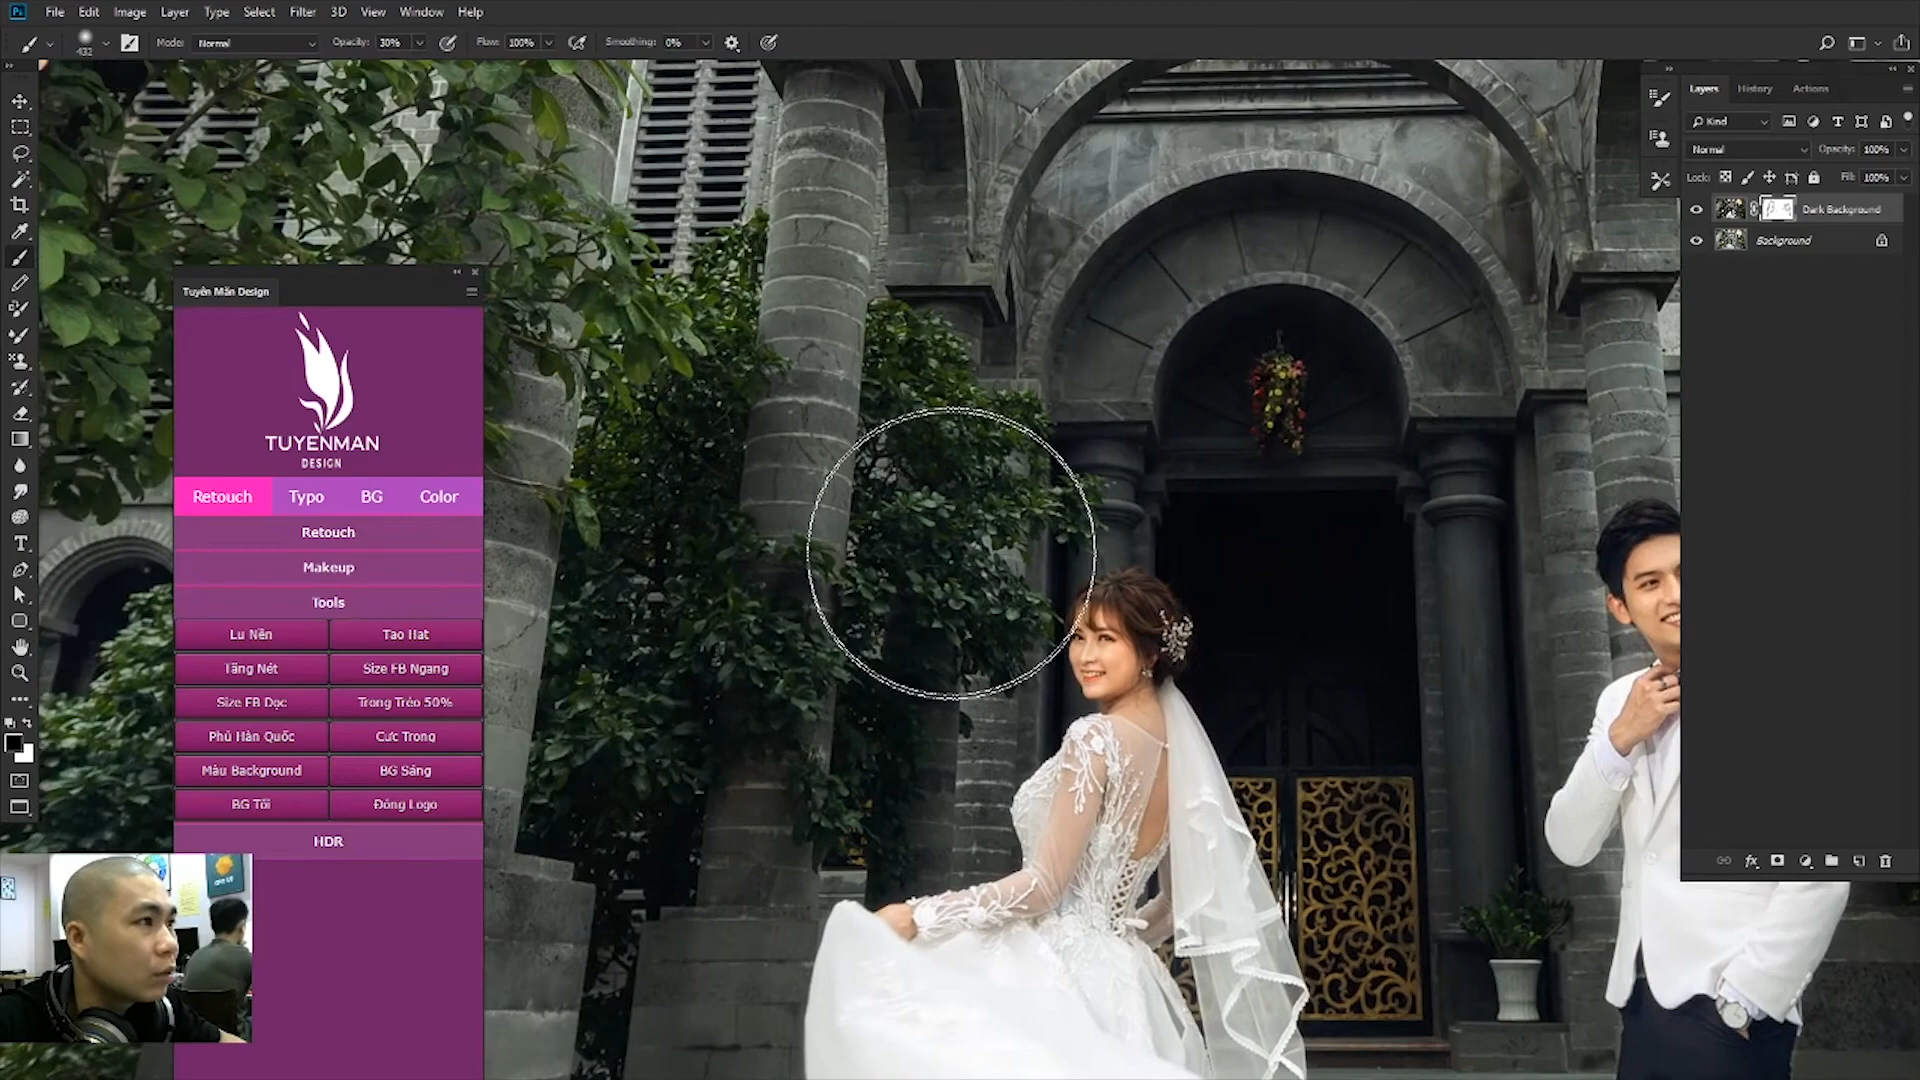 Ps File Edit Image Layer Type Select Filter 3D View Window Help
432 Mode: Normal Opacity: 30% Flow: 100% Smoothing: 0%
Layers History Actions
Kind
Normal Opacity: 100%
Lock: Fill: 100%
Dark Background
Background
Tuyên Mãn Design
TUYENMAN
DESIGN
Retouch Typo BG Color
Retouch
Makeup
Tools
Lu Nền Tao Hat
Tăng Nét Size FB Ngang
Size FB Dọc Trong Trẻo 50%
Phủ Hàn Quốc Cực Trong
Màu Background BG Sáng
BG Tối Đóng Logo
HDR